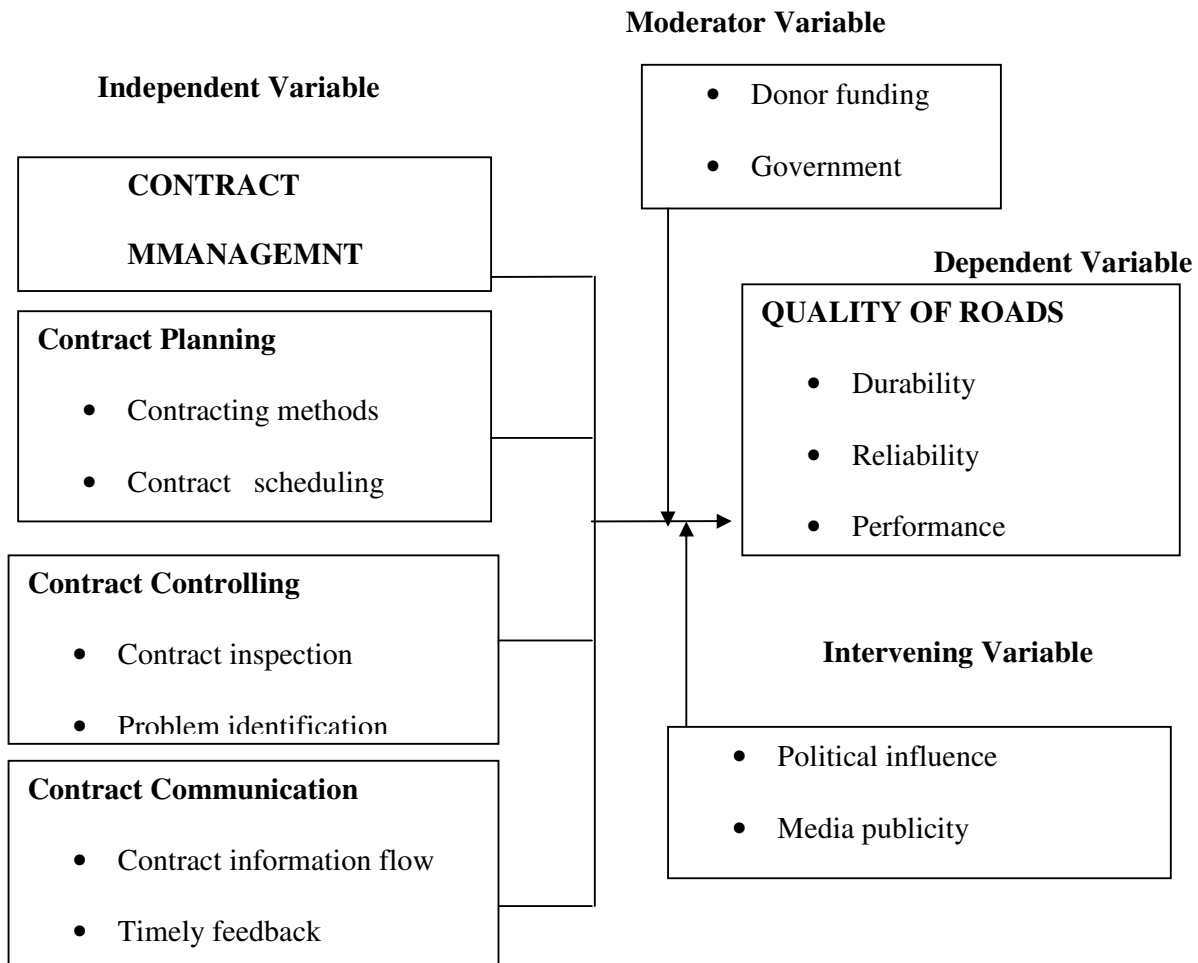 Moderator Variable
Independent Variable
• Donor funding
• Government
CONTRACT
MMANAGEMNT
Dependent Variable
QUALITY OF ROADS
• Durability
• Reliability
• Performance
Contract Planning
• Contracting methods
• Contract scheduling
Contract Controlling
• Contract inspection
• Problem identification
Intervening Variable
• Political influence
• Media publicity
Contract Communication
• Contract information flow
• Timely feedback